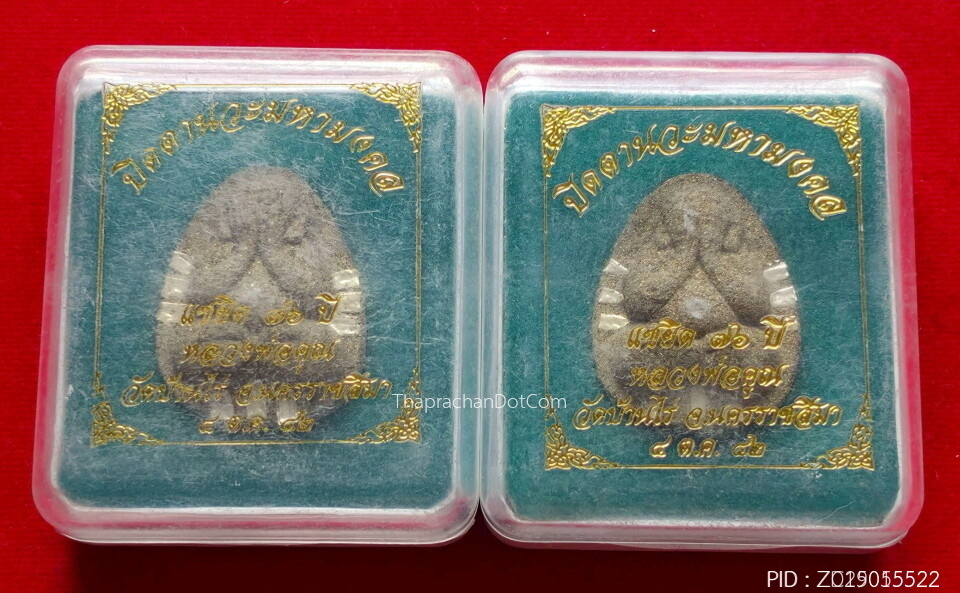 ปิดตานวะมหามงคล
แซยิด ๗๖ ปี
หลวงพ่อคูณ
วัดบ้านไร่ จ.นครราชสีมา
๔ ต.ค. ๔๒
ปิดตานวะมหามงคล
แซยิด ๗๖ ปี
หลวงพ่อคูณ
วัดบ้านไร่ จ.นครราชสีมา
๔ ต.ค. ๔๒
ThaprachanDotCom